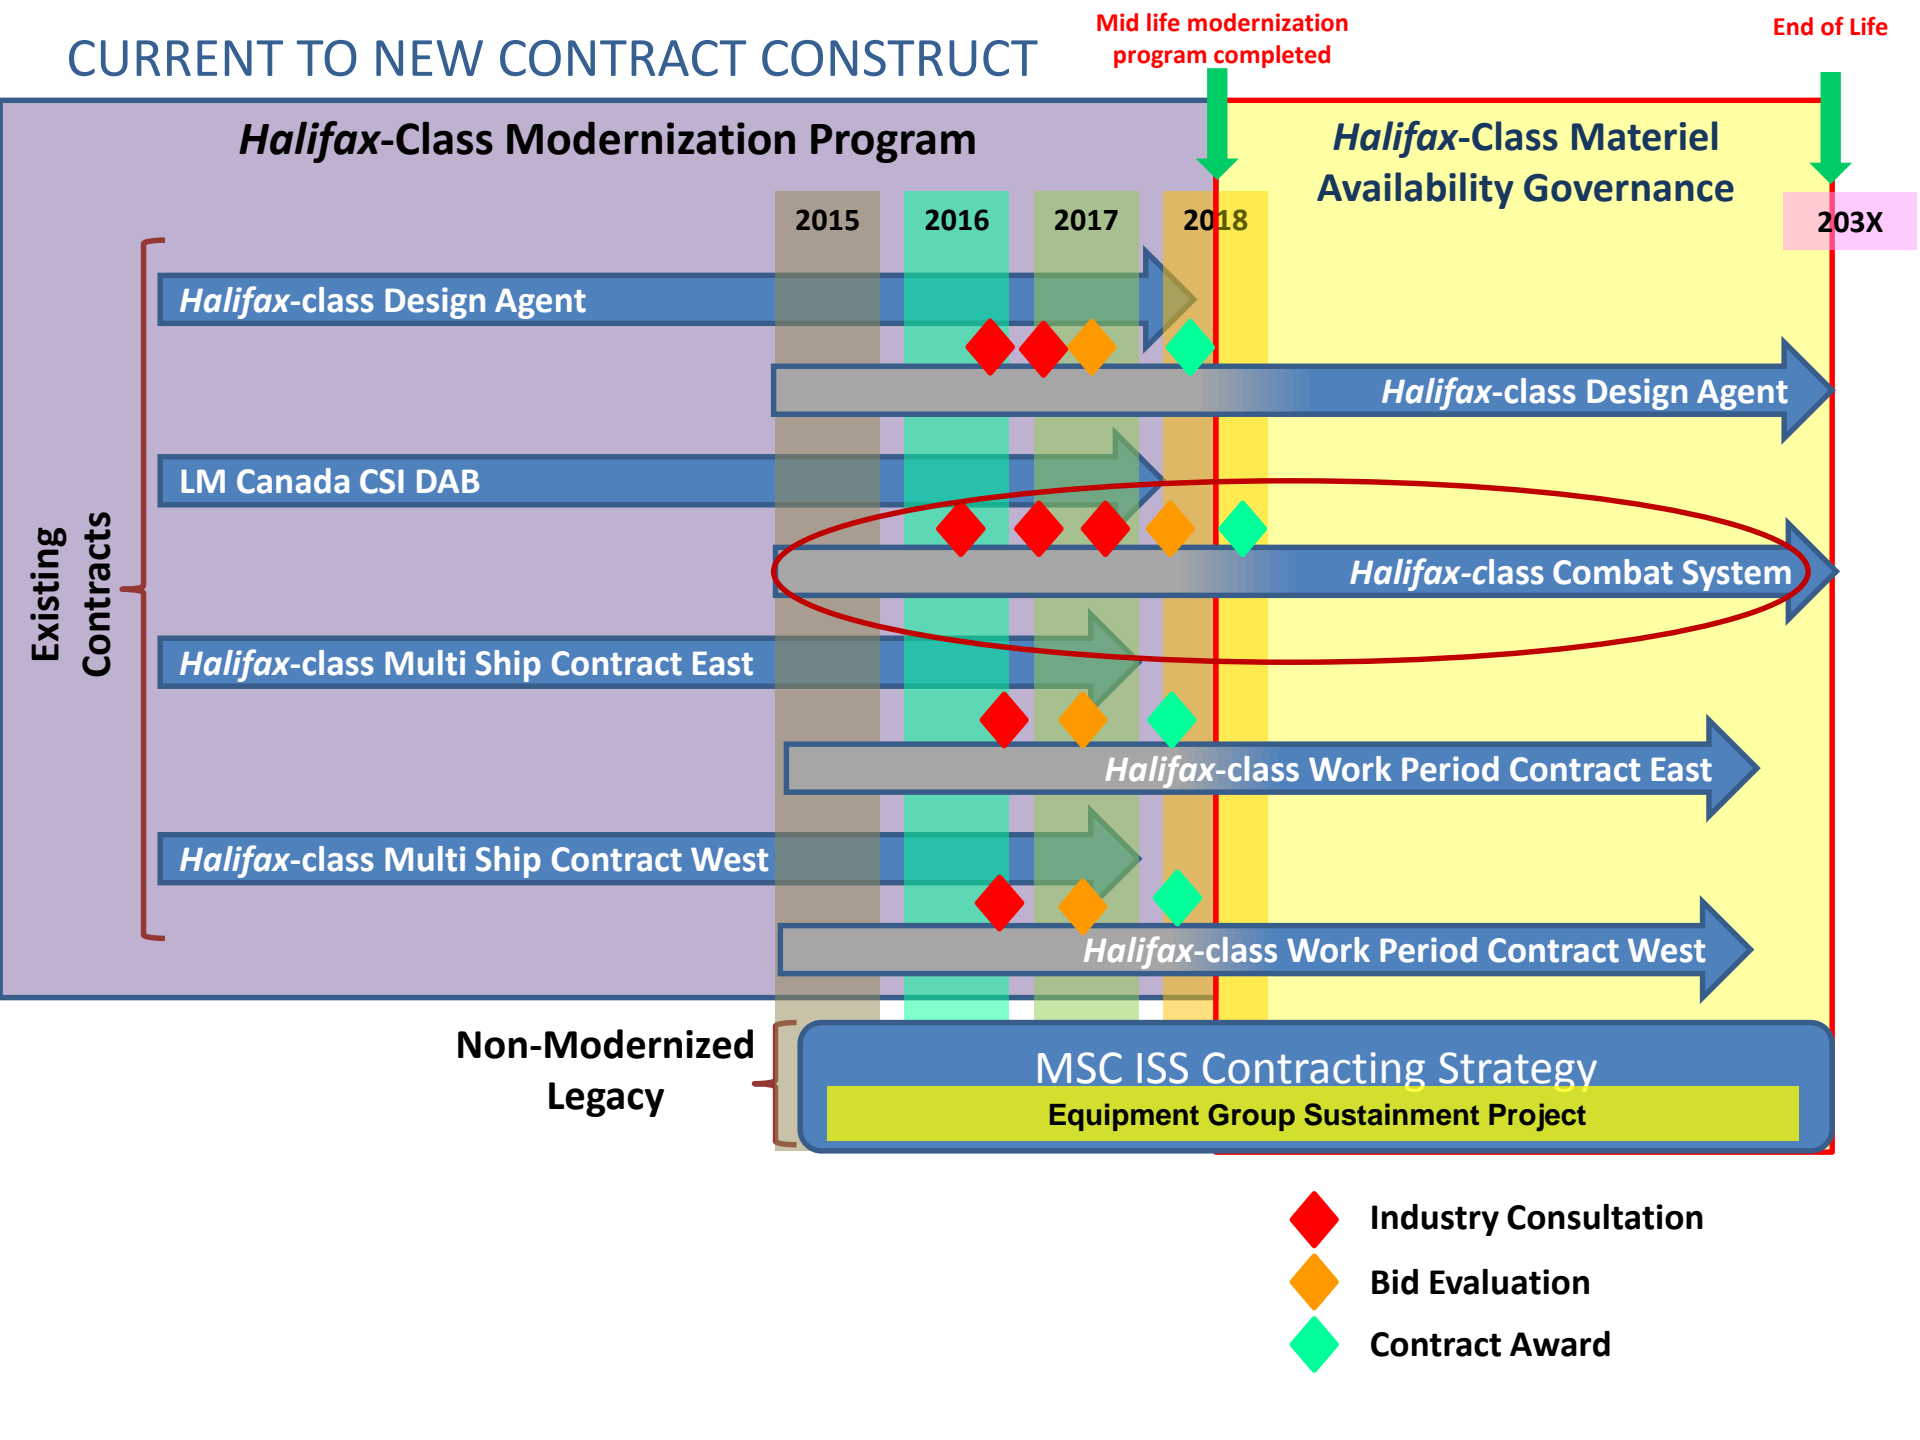 CURRENT TO NEW CONTRACT CONSTRUCT
Mid life modernization
program completed
End of Life
Halifax-Class Modernization Program
Halifax-Class Materiel
Availability Governance
2015
2016
2017
2018
203X
Existing
Contracts
Halifax-class Design Agent
Halifax-class Design Agent
LM Canada CSI DAB
Halifax-class Combat System
Halifax-class Multi Ship Contract East
Halifax-class Work Period Contract East
Halifax-class Multi Ship Contract West
Halifax-class Work Period Contract West
Non-Modernized
Legacy
MSC ISS Contracting Strategy
Equipment Group Sustainment Project
Industry Consultation
Bid Evaluation
Contract Award